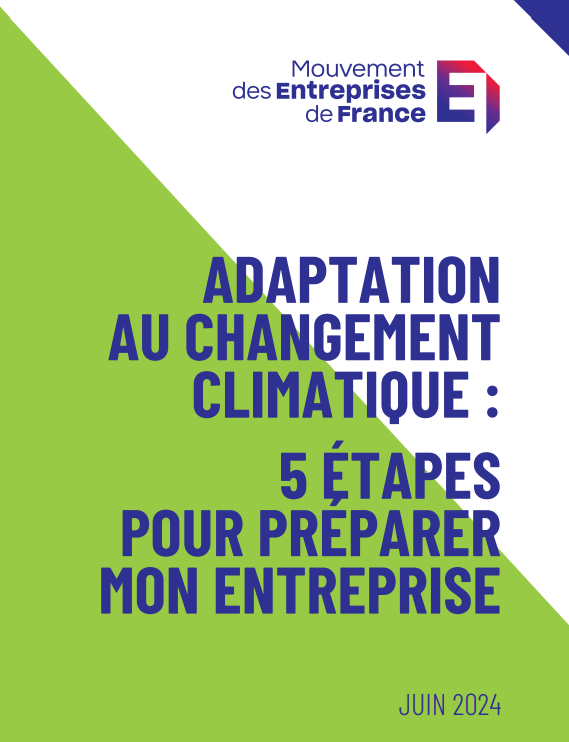 Mouvement
des Entreprises
de France
ADAPTATION
AU CHANGEMENT
CLIMATIQUE :
5 ÉTAPES
POUR PRÉPARER
MON ENTREPRISE
JUIN 2024